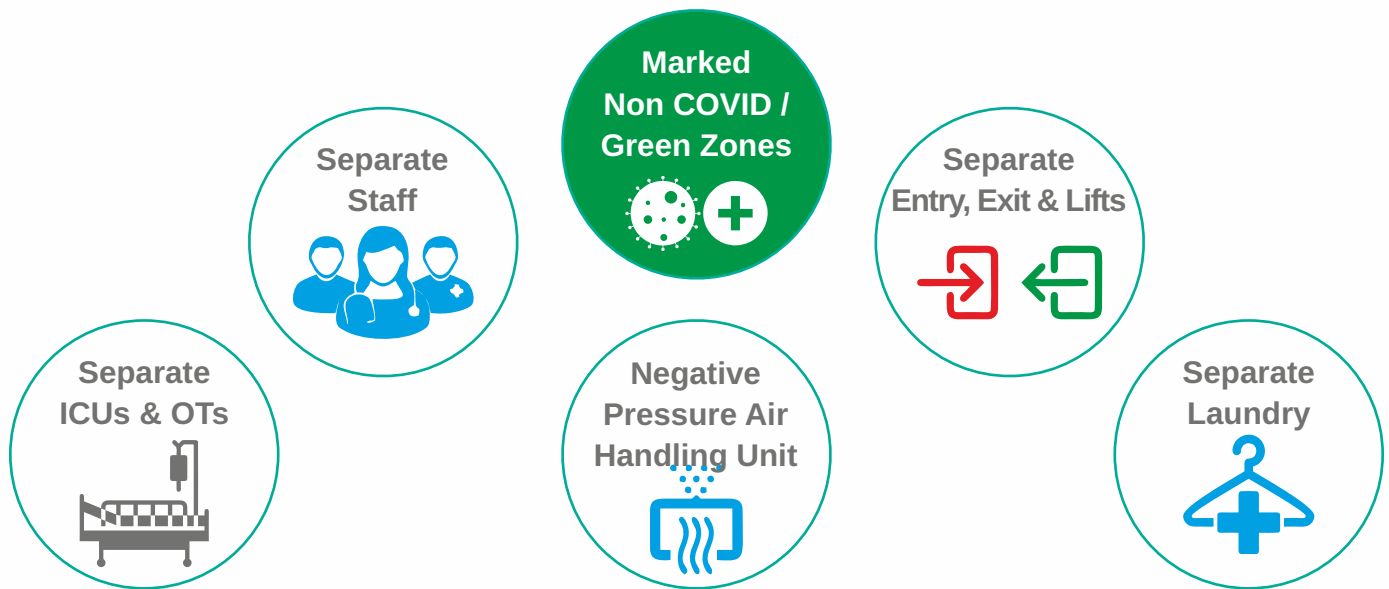 Marked
Non COVID /
Green Zones
Separate
Staff
Separate
Entry, Exit & Lifts
Separate
ICUs & OTs
Negative
Pressure Air
Handling Unit
Separate
Laundry